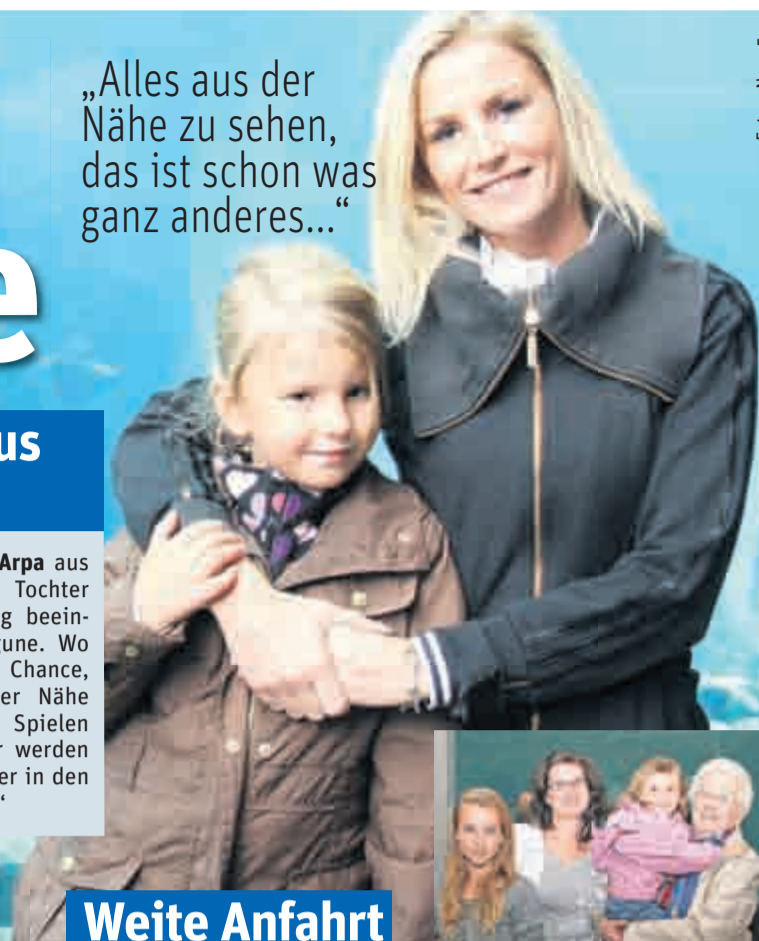 „Alles aus der
Nähe zu sehen,
das ist schon was
ganz anderes...“
e
us
Arpa aus
Tochter
g beein-
gune. Wo
Chance,
er Nähe
Spielen
r werden
er in den
“
Weite Anfahrt